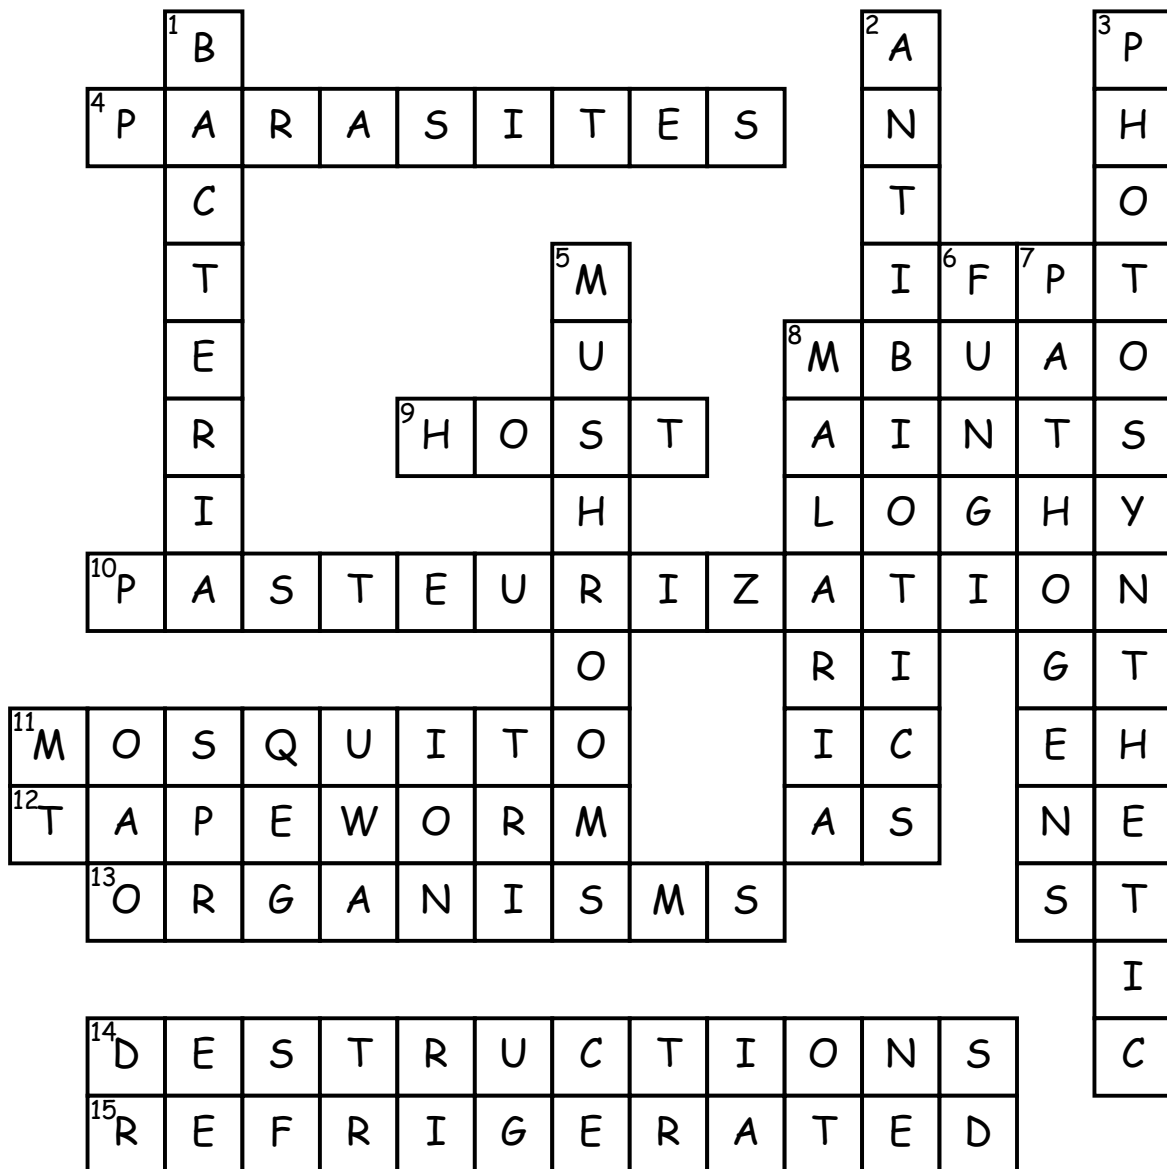 1 B 2 A 3 P
4 P A R A S I T E S N H
C T O
T 5 M I 6 F 7 P T
E U 8 M B U A O
R 9 H O S T A I N T S
I H L O G H Y
10 P A S T E U R I Z A T I O N
O R I G T
11 M O S Q U I T O I C E H
12 T A P E W O R M A S N E
13 O R G A N I S M S S T
I
14 D E S T R U C T I O N S C
15 R E F R I G E R A T E D